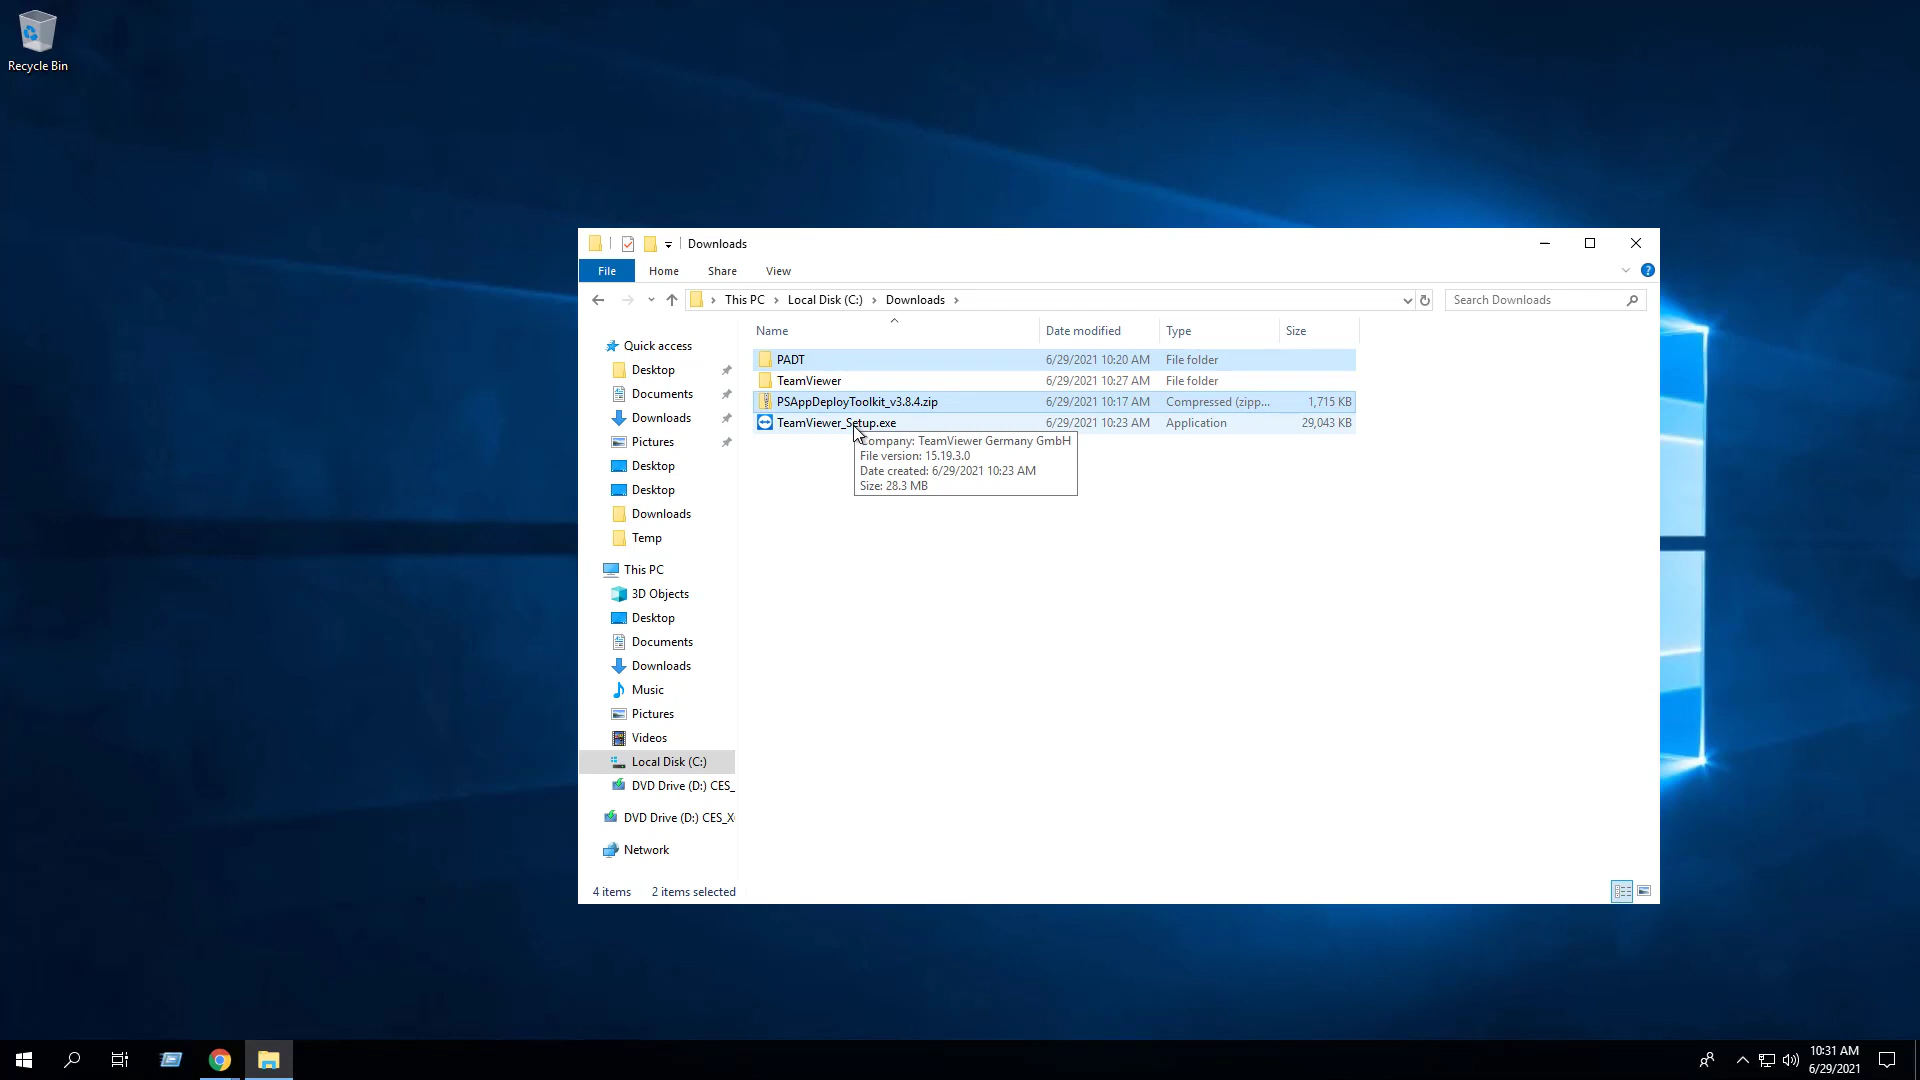 Recycle Bin
Downloads
File Home Share View
This PC Local Disk (C:) Downloads
Search Downloads
Name Date modified Type Size
PADT 6/29/2021 10:20 AM File folder
TeamViewer 6/29/2021 10:27 AM File folder
PSAppDeployToolkit_v3.8.4.zip 6/29/2021 10:17 AM Compressed (zipp... 1,715 KB
TeamViewer_Setup.exe 6/29/2021 10:23 AM Application 29,043 KB
Company: TeamViewer Germany GmbH
File version: 15.19.3.0
Date created: 6/29/2021 10:23 AM
Size: 28.3 MB
Quick access
Desktop
Documents
Downloads
Pictures
Desktop
Desktop
Downloads
Temp
This PC
3D Objects
Desktop
Documents
Downloads
Music
Pictures
Videos
Local Disk (C:)
DVD Drive (D:) CES_
DVD Drive (D:) CES_X
Network
4 items 2 items selected
10:31 AM
6/29/2021